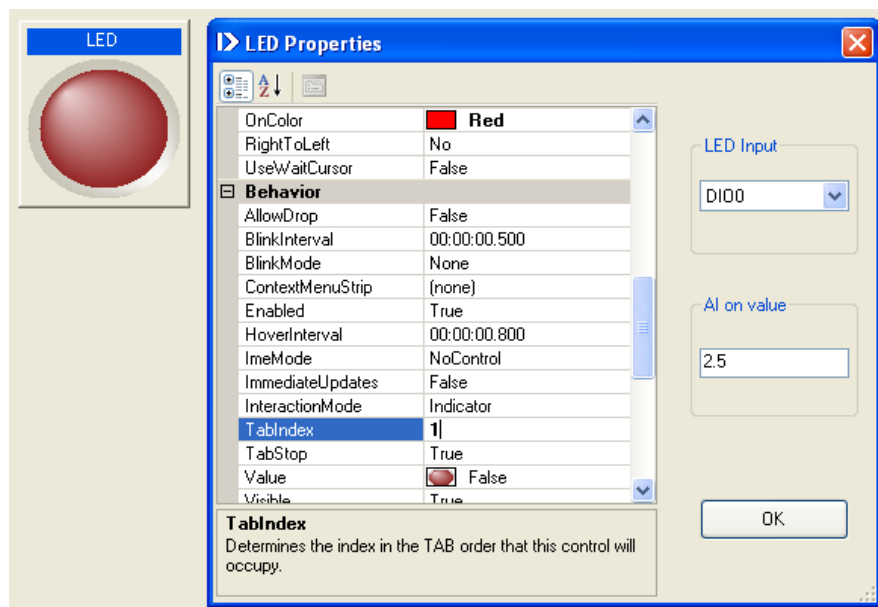 LED
LED Properties
OnColor Red
RightToLeft No
UseWaitCursor False
Behavior
AllowDrop False
BlinkInterval 00:00:00.500
BlinkMode None
ContextMenuStrip (none)
Enabled True
HoverInterval 00:00:00.800
ImeMode NoControl
ImmediateUpdates False
InteractionMode Indicator
TabIndex 1
TabStop True
Value False
Visible True
TabIndex
Determines the index in the TAB order that this control will
occupy.
LED Input
DIO0
AI on value
2.5
OK